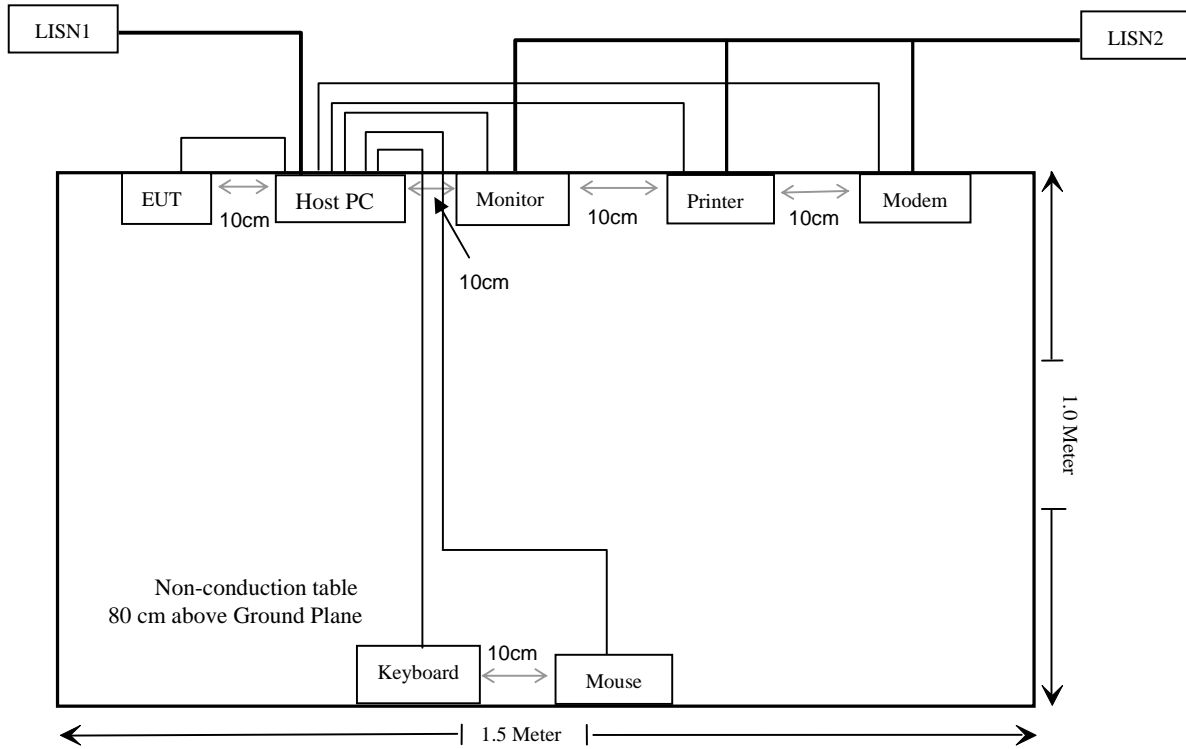 LISN1
LISN2
EUT
Host PC
Monitor
Printer
Modem
10cm
10cm
10cm
10cm
1.0 Meter
Non-conduction table
80 cm above Ground Plane
Keyboard
10cm
Mouse
1.5 Meter